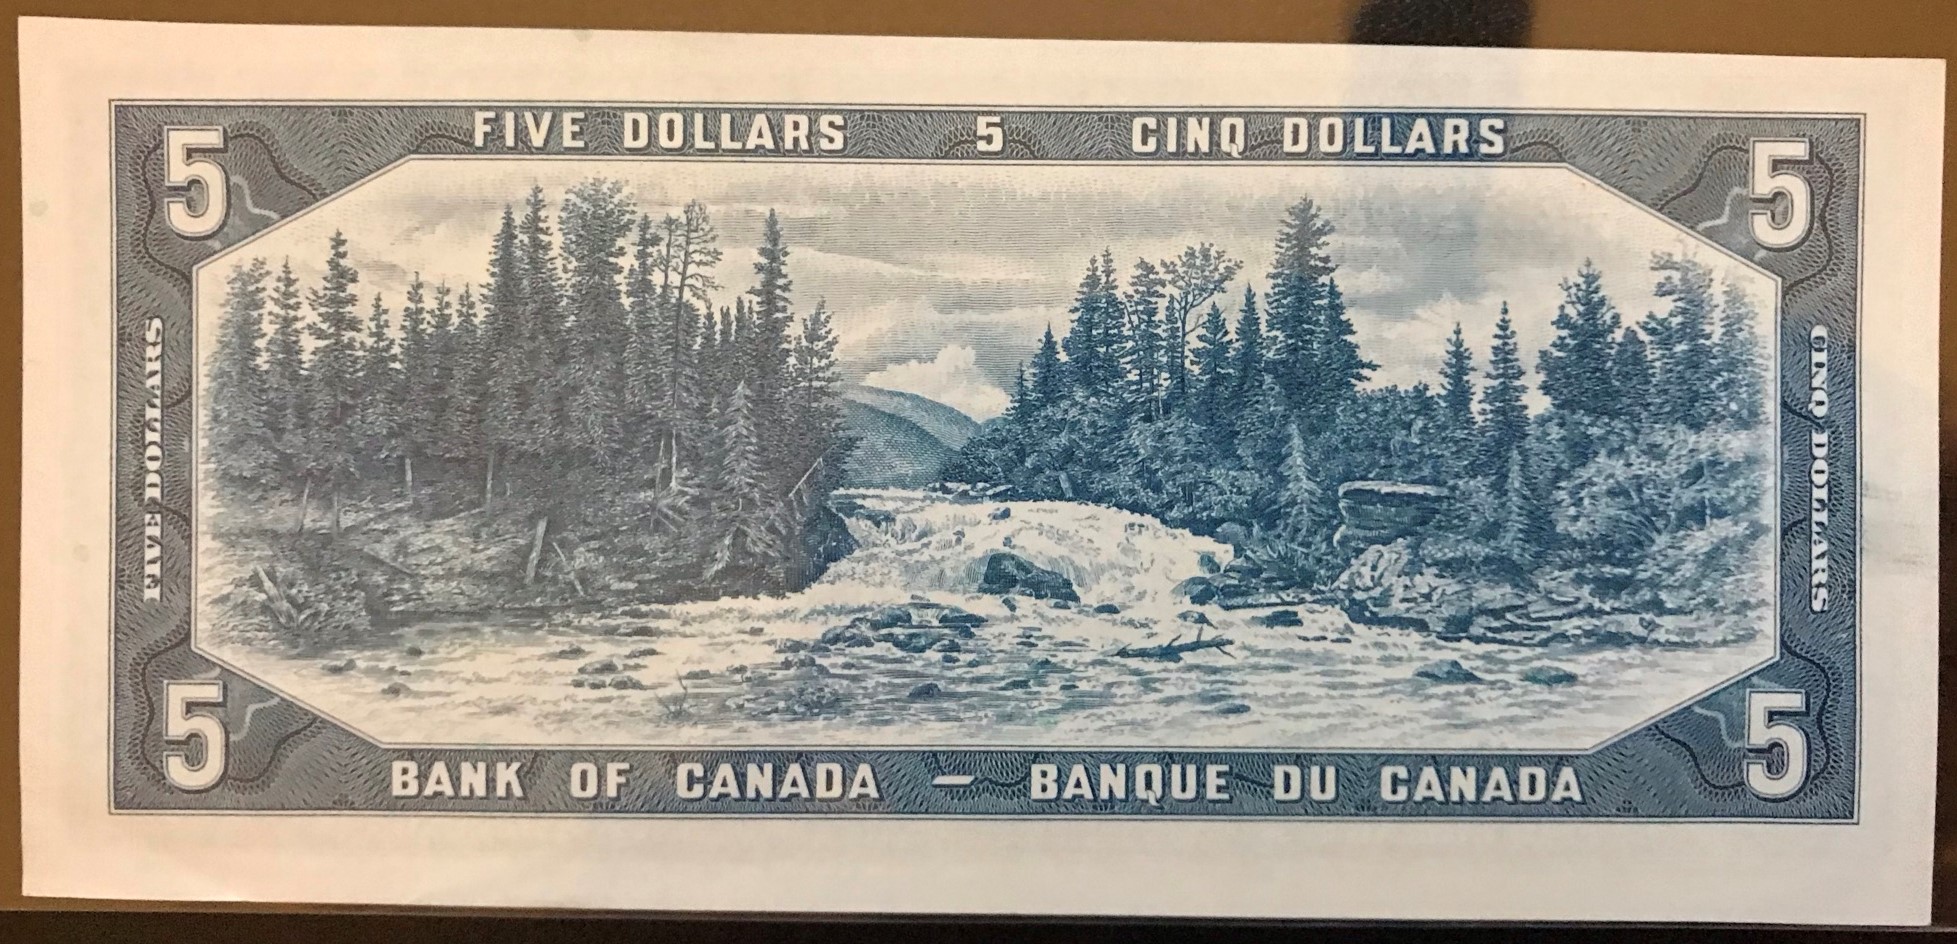 5 FIVE DOLLARS 5 CINQ DOLLARS 5
FIVE DOLLARS
CINQ DOLLARS
5 BANK OF CANADA — BANQUE DU CANADA 5